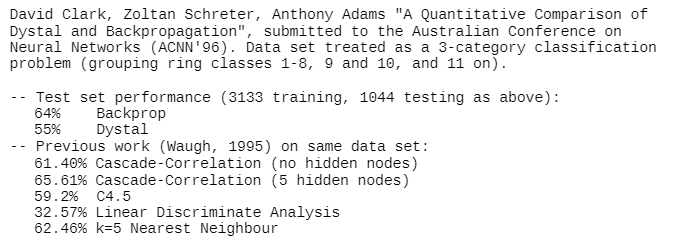 David Clark, Zoltan Schreter, Anthony Adams "A Quantitative Comparison of
Dystal and Backpropagation", submitted to the Australian Conference on
Neural Networks (ACNN'96). Data set treated as a 3-category classification
problem (grouping ring classes 1-8, 9 and 10, and 11 on).
-- Test set performance (3133 training, 1044 testing as above):
64% Backprop
55% Dystal
-- Previous work (Waugh, 1995) on same data set:
61.40% Cascade-Correlation (no hidden nodes)
65.61% Cascade-Correlation (5 hidden nodes)
59.2% C4.5
32.57% Linear Discriminate Analysis
62.46% k=5 Nearest Neighbour